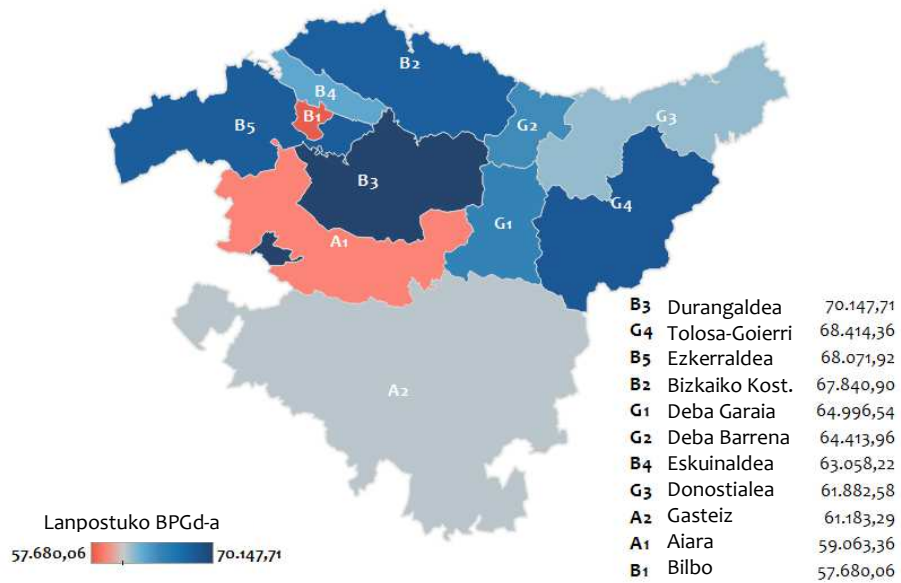 B2
B4
B1
B5
G2
G3
B3
G4
G1
A1
A2
B3 Durangaldea 70.147,71
G4 Tolosa-Goierri 68.414,36
B5 Ezkerraldea 68.071,92
B2 Bizkaiko Kost. 67.840,90
G1 Deba Garaia 64.996,54
G2 Deba Barrena 64.413,96
B4 Eskuinaldea 63.058,22
G3 Donostialea 61.882,58
A2 Gasteiz 61.183,29
A1 Aiara 59.063,36
B1 Bilbo 57.680,06
Lanpostuko BPGd-a
57.680,06 70.147,71